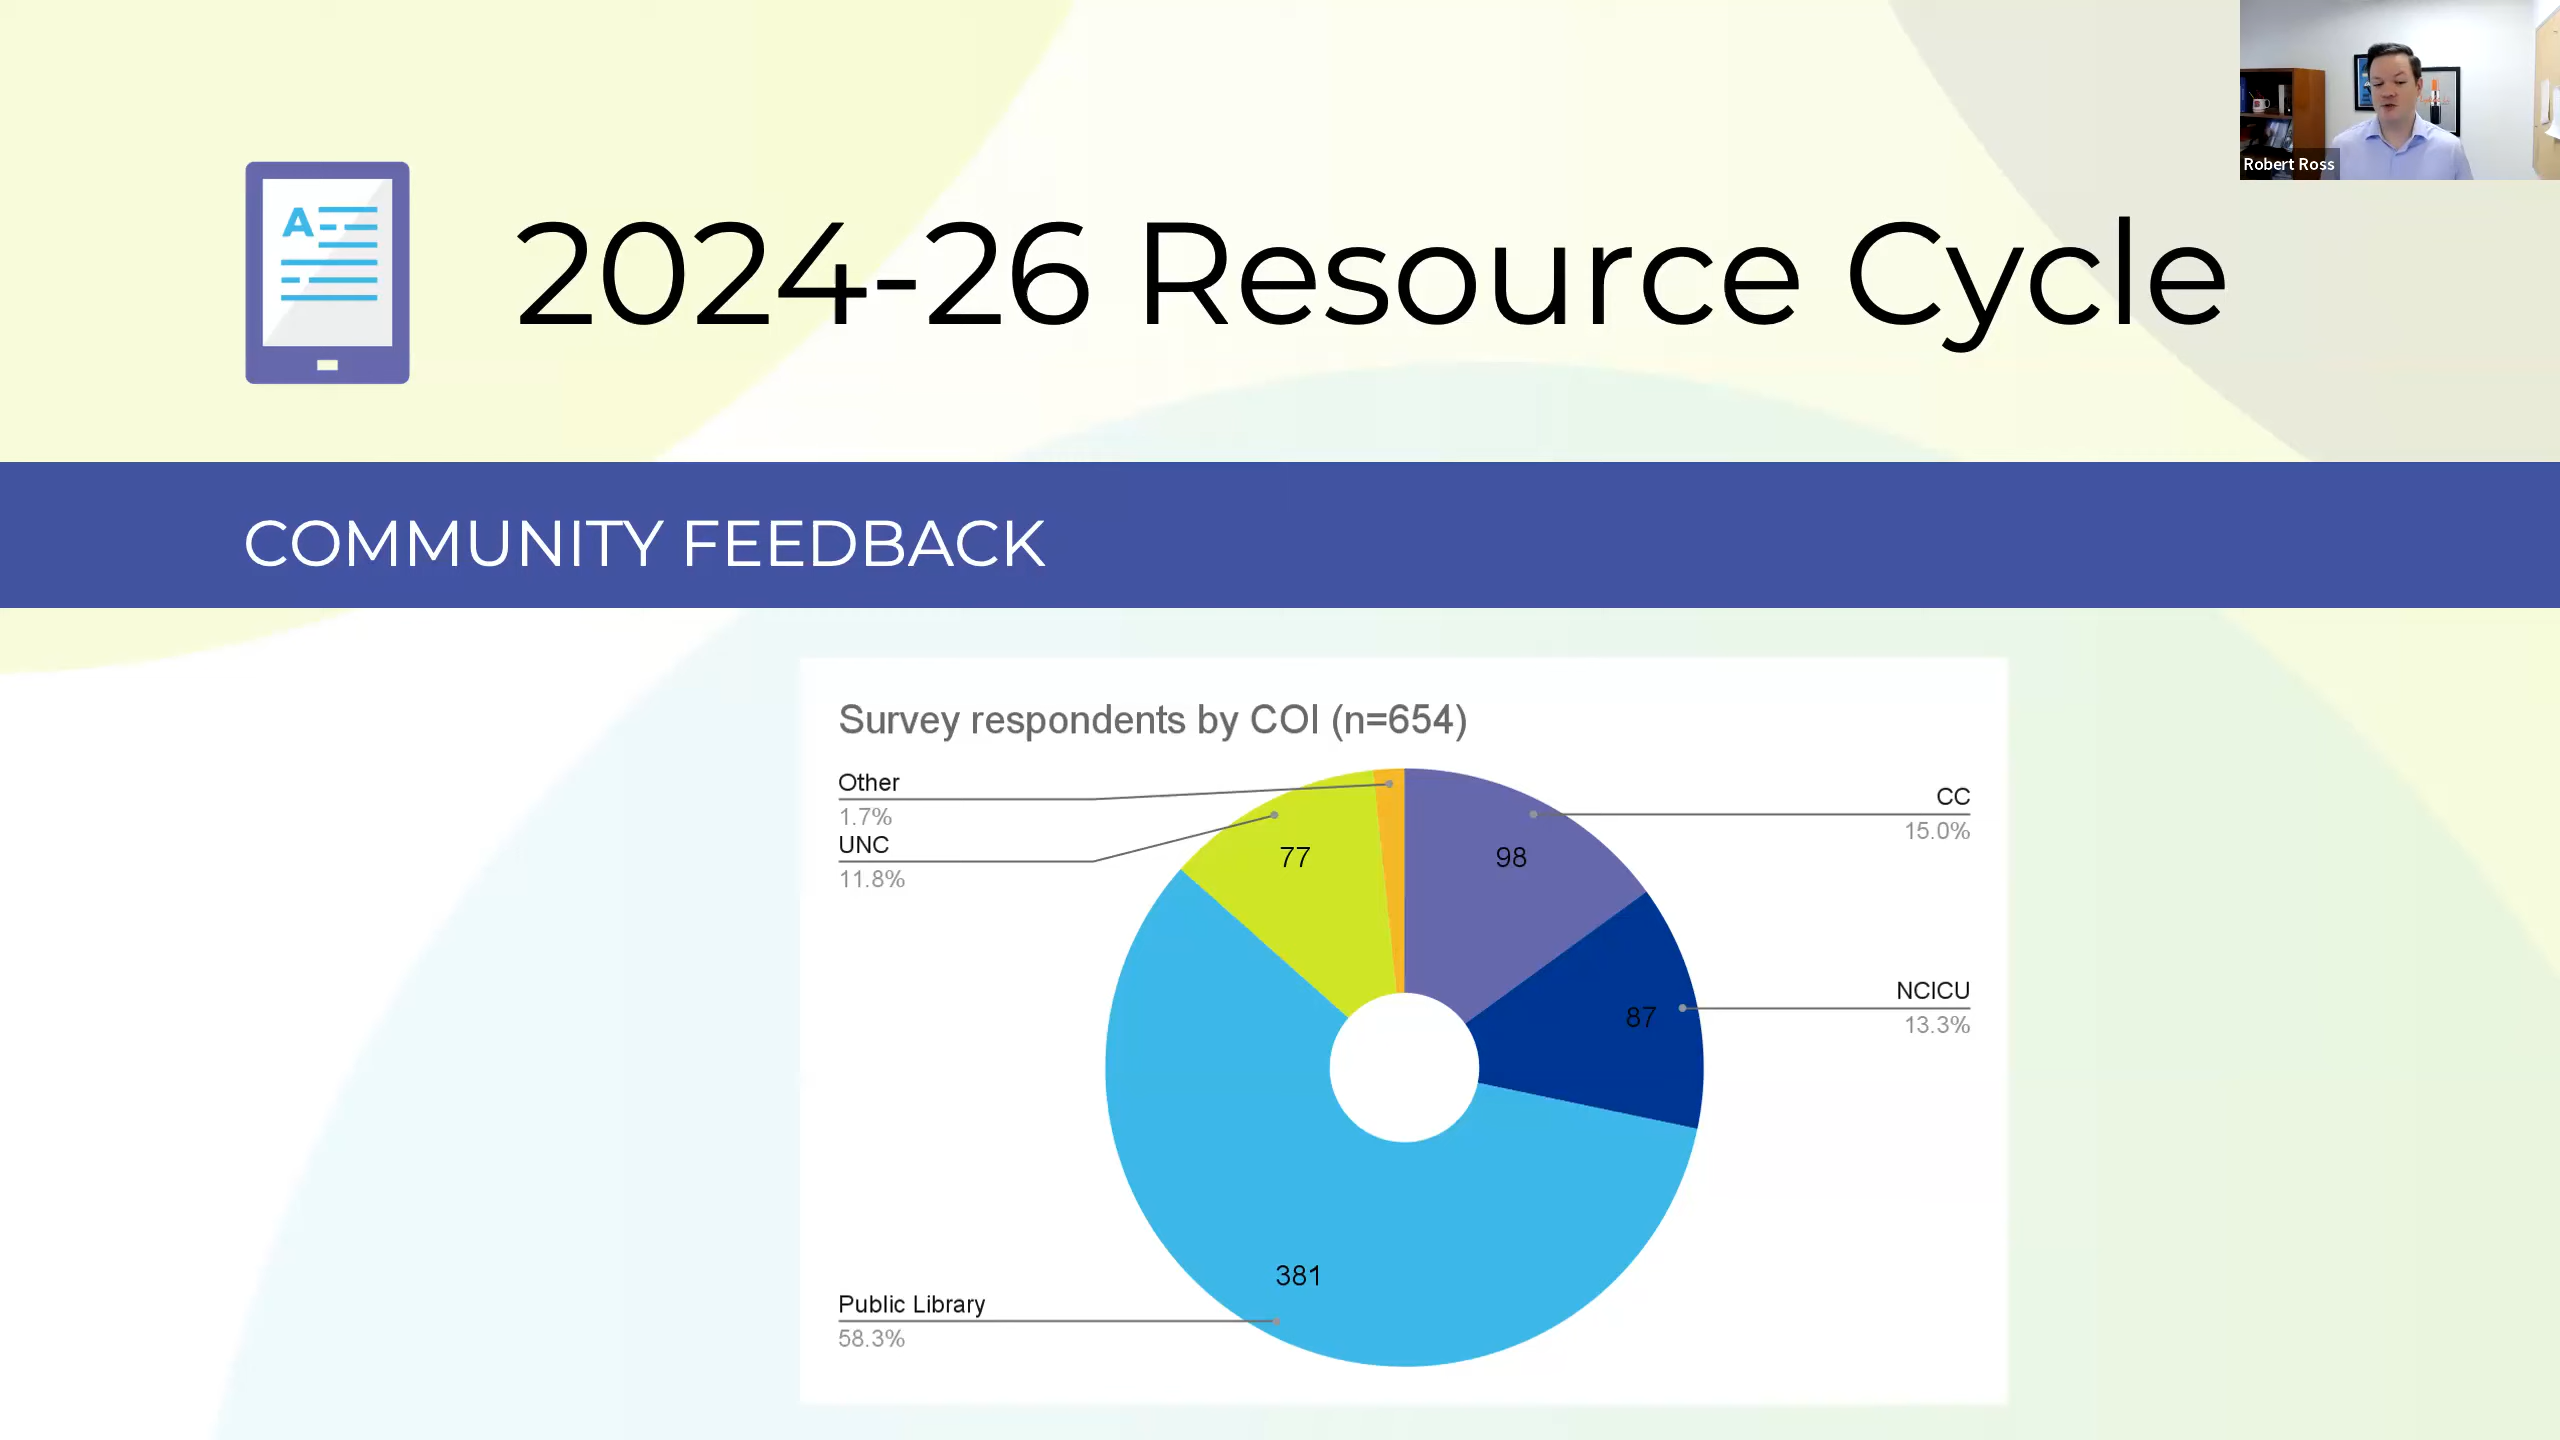 Robert Ross
A
2024-26 Resource Cycle
COMMUNITY FEEDBACK
Survey respondents by COI (n=654)
Other
1.7%
UNC
11.8%
77
98
CC
15.0%
NCICU
13.3%
87
381
Public Library
58.3%